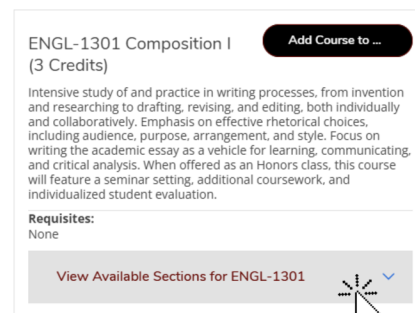 ENGL-1301 Composition I
(3 Credits)
Add Course to ...
Intensive study of and practice in writing processes, from invention
and researching to drafting, revising, and editing, both individually
and collaboratively. Emphasis on effective rhetorical choices,
including audience, purpose, arrangement, and style. Focus on
writing the academic essay as a vehicle for learning, communicating,
and critical analysis. When offered as an Honors class, this course
will feature a seminar setting, additional coursework, and
individualized student evaluation.
Requisites:
None
View Available Sections for ENGL-1301